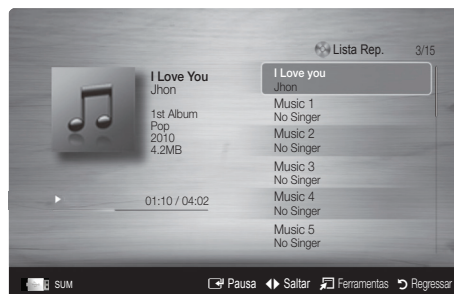 Lista Rep. 3/15
I Love You
Jhon
1st Album
Pop
2010
4.2MB
01:10 / 04:02
I Love you
Jhon
Music 1
No Singer
Music 2
No Singer
Music 3
No Singer
Music 4
No Singer
Music 5
No Singer
SUM Pausa Saltar Ferramentas Regressar